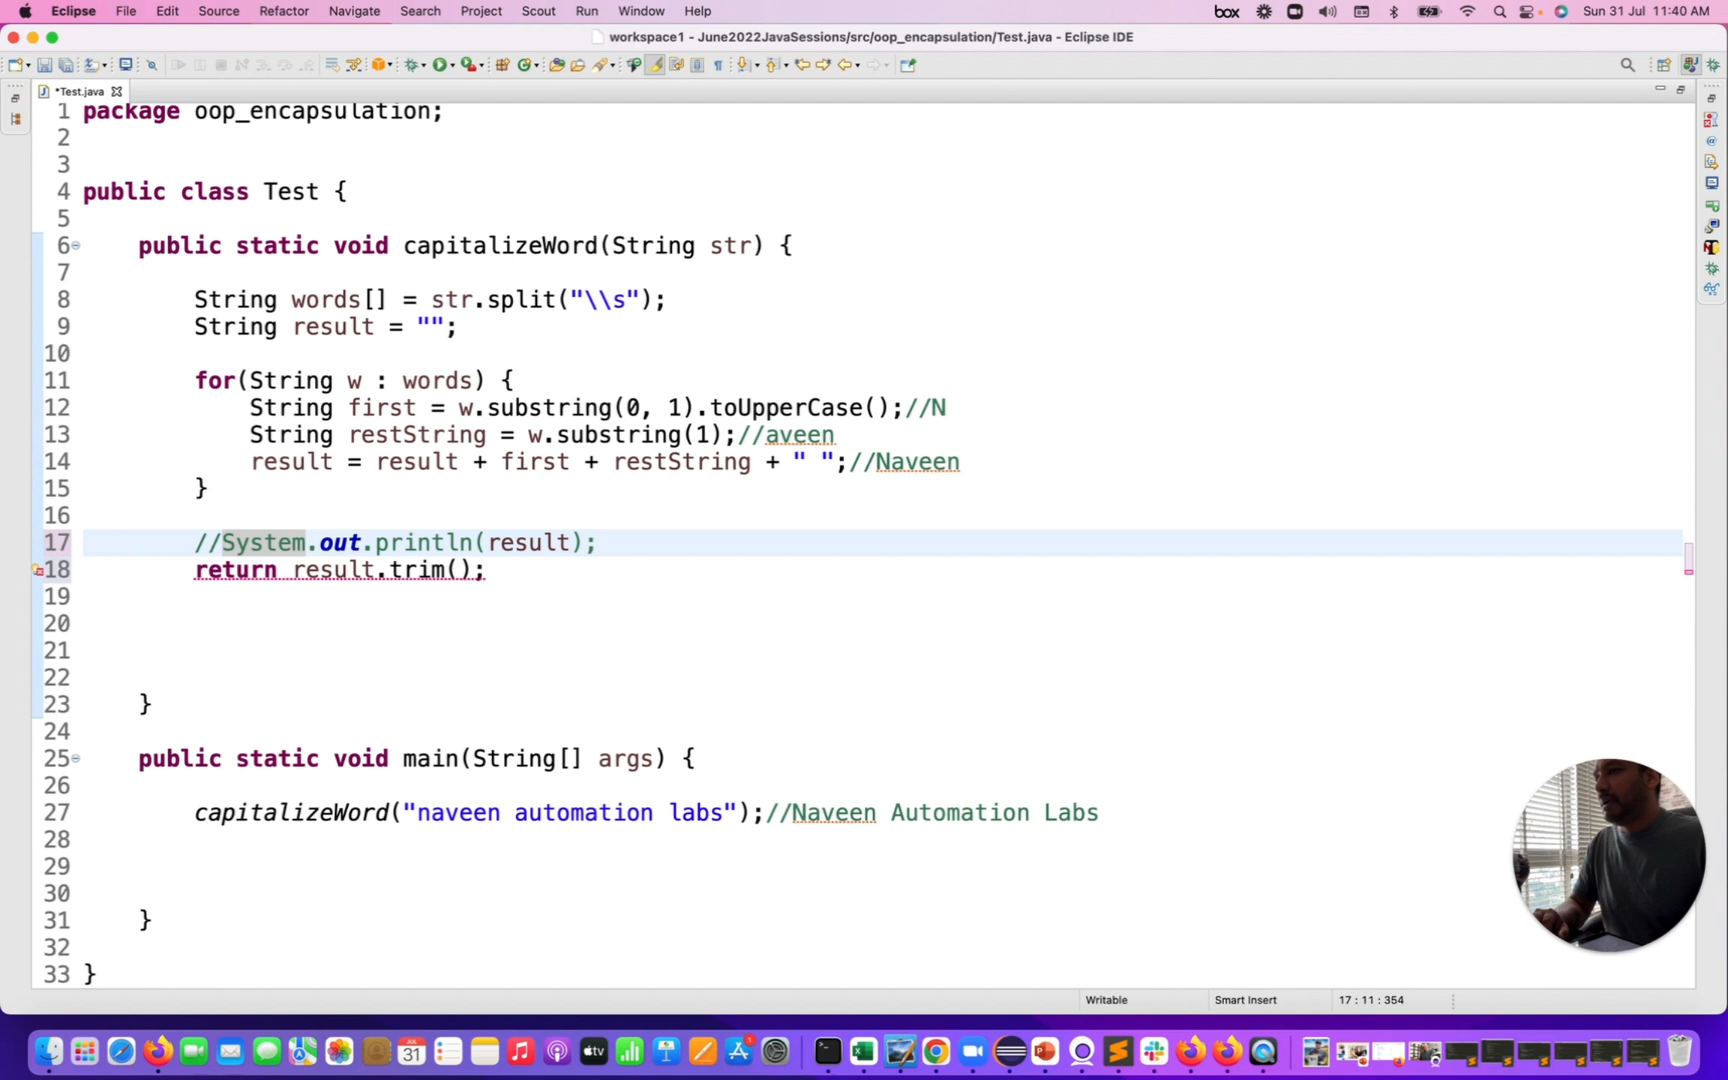 Eclipse File Edit Source Refactor Navigate Search Project Scout Run Window Help box Sun 31 Jul 11:40 AM
workspace1 - June2022JavaSessions/src/oop_encapsulation/Test.java - Eclipse IDE
*Test.java
1 package oop_encapsulation;
2
3
4 public class Test {
5
6 public static void capitalizeWord(String str) {
7
8 String words[] = str.split("\\s");
9 String result = "";
10
11 for(String w : words) {
12 String first = w.substring(0, 1).toUpperCase();//N
13 String restString = w.substring(1);//aveen
14 result = result + first + restString + " ";//Naveen
15 }
16
17 //System.out.println(result);
18 return result.trim();
19
20
21
22
23 }
24
25 public static void main(String[] args) {
26
27 capitalizeWord("naveen automation labs");//Naveen Automation Labs
28
29
30
31 }
32
33 }
Writable Smart Insert 17 : 11 : 354
JUL
31
tv